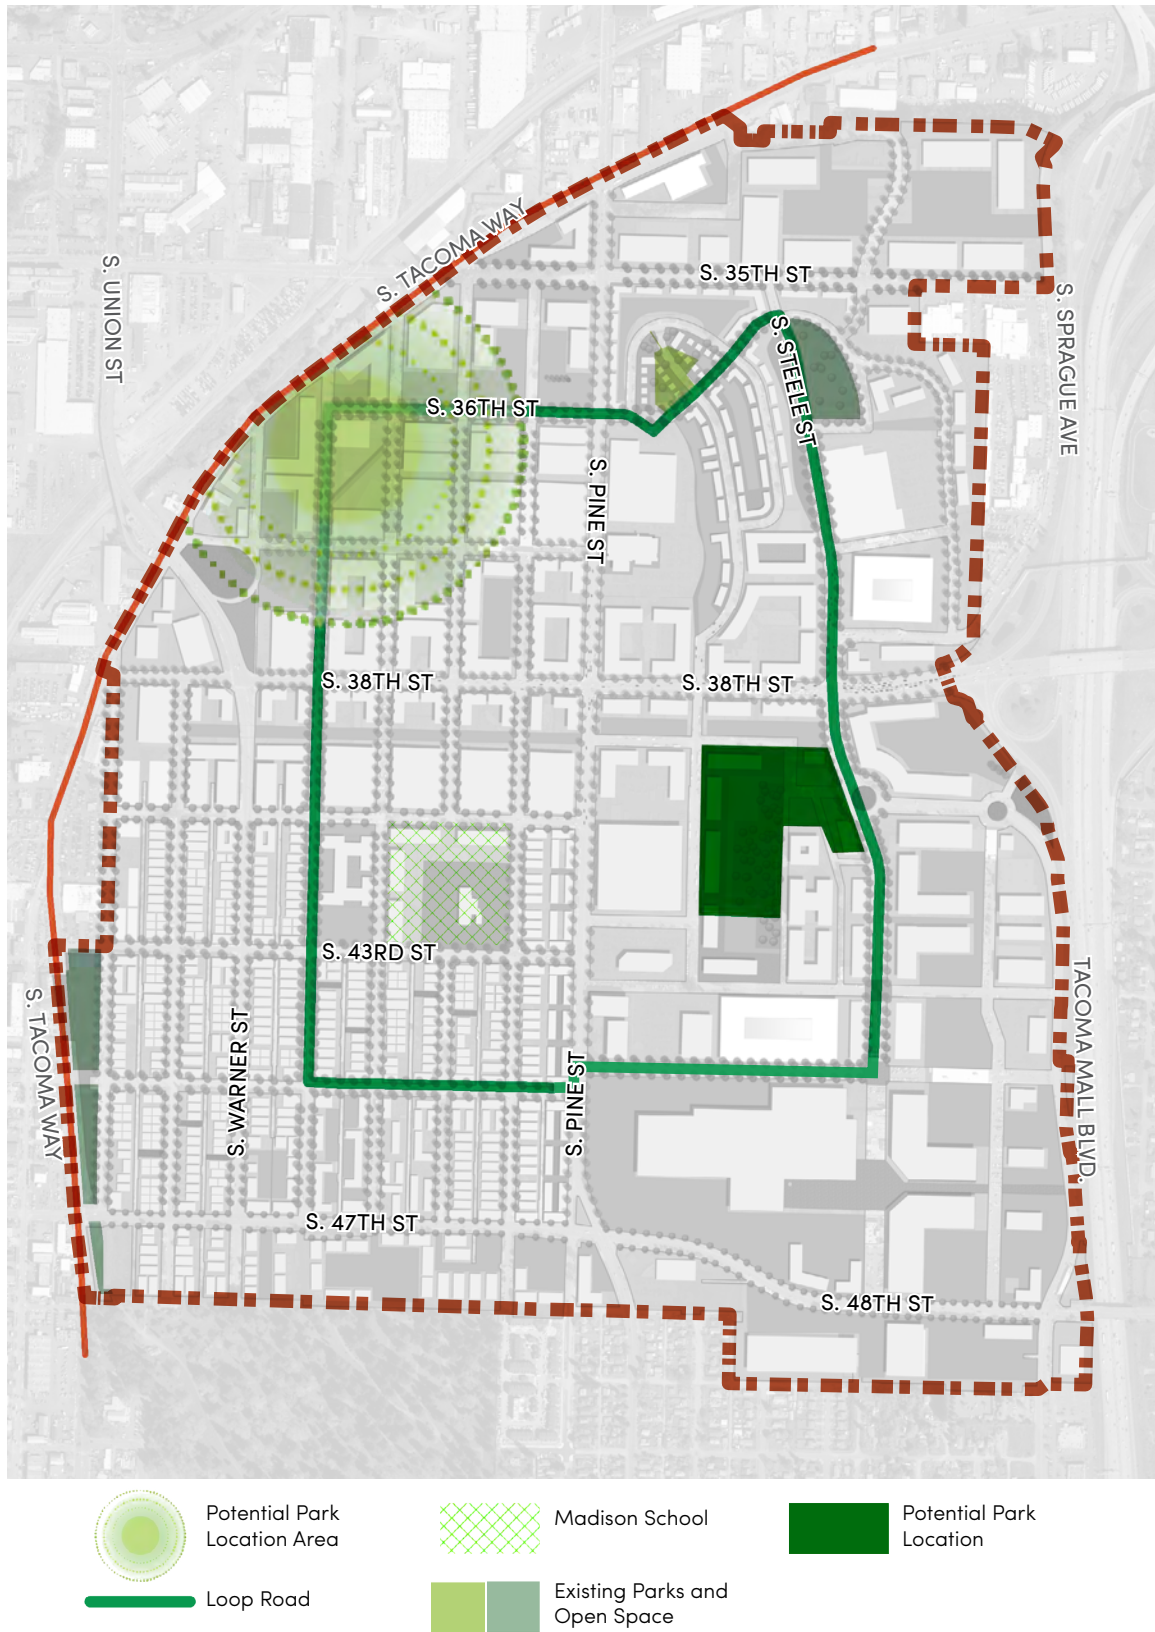 S. TACOMA WAY
S. UNION ST
S. 35TH ST
S. SPRAGUE AVE
S. STEELE ST
S. 36TH ST
S. PINE ST
S. 38TH ST
S. 38TH ST
S. 43RD ST
S. TACOMA WAY
S. WARNER ST
S. PINE ST
TACOMA MALL BLVD.
S. 47TH ST
S. 48TH ST
Potential Park
Location Area
Madison School
Potential Park
Location
Loop Road
Existing Parks and
Open Space